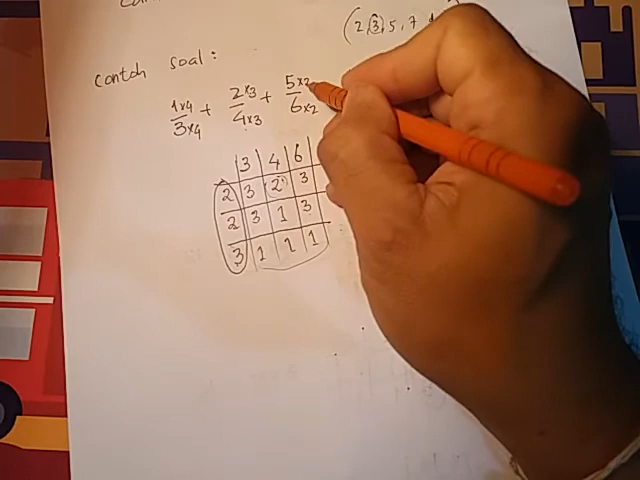 (2, 3, 5, 7
contoh soal :
1x4/3x4 + 2x3/4x3 + 5x2/6x2
3 4 6
2 3 2 3
2 3 1 3
3 1 1 1